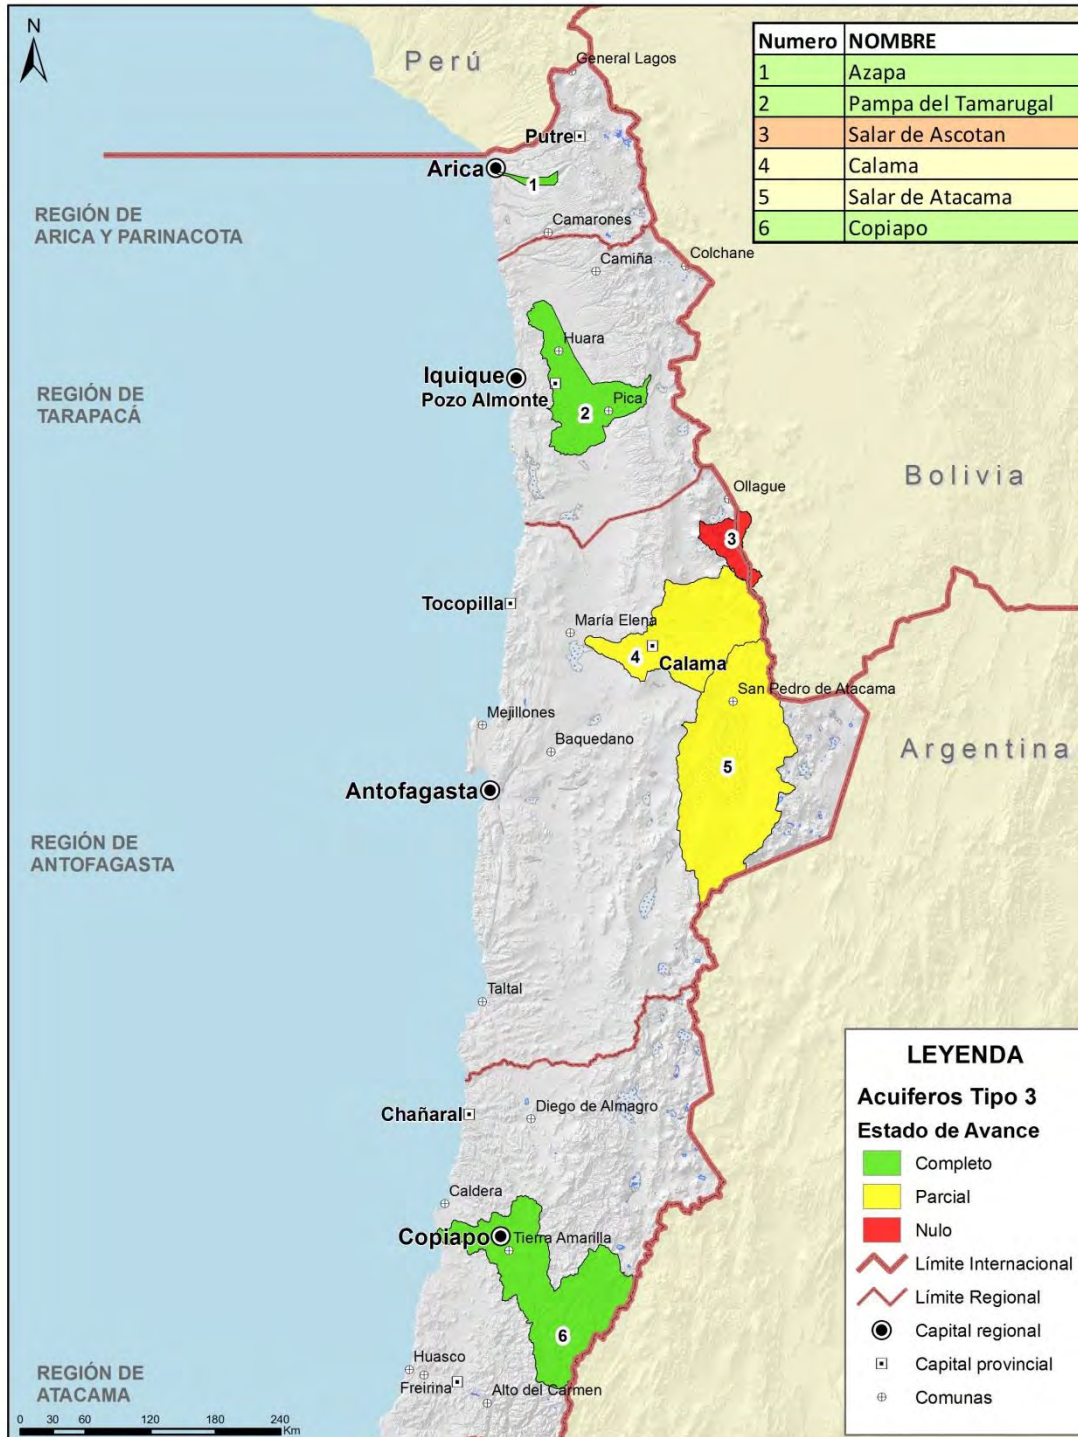 N
Perú
General Lagos
Putre
Arica
1
REGIÓN DE
ARICA Y PARINACOTA
Camarones
Camiña
Colchane
Huara
Iquique
Pozo Almonte
REGIÓN DE
TARAPACÁ
Pica
2
Bolivia
Ollague
3
Tocopilla
María Elena
4
Calama
San Pedro de Atacama
Mejillones
Baquedano
5
Argentina
Antofagasta
REGIÓN DE
ANTOFAGASTA
Taltal
Chañaral
Diego de Almagro
Caldera
Copiapo
Tierra Amarilla
6
Huasco
Freirina
Alto del Carmen
REGIÓN DE
ATACAMA
0 30 60 120 180 240
Km
Numero NOMBRE
1 Azapa
2 Pampa del Tamarugal
3 Salar de Ascotan
4 Calama
5 Salar de Atacama
6 Copiapo
LEYENDA
Acuiferos Tipo 3
Estado de Avance
Completo
Parcial
Nulo
Límite Internacional
Límite Regional
Capital regional
Capital provincial
Comunas